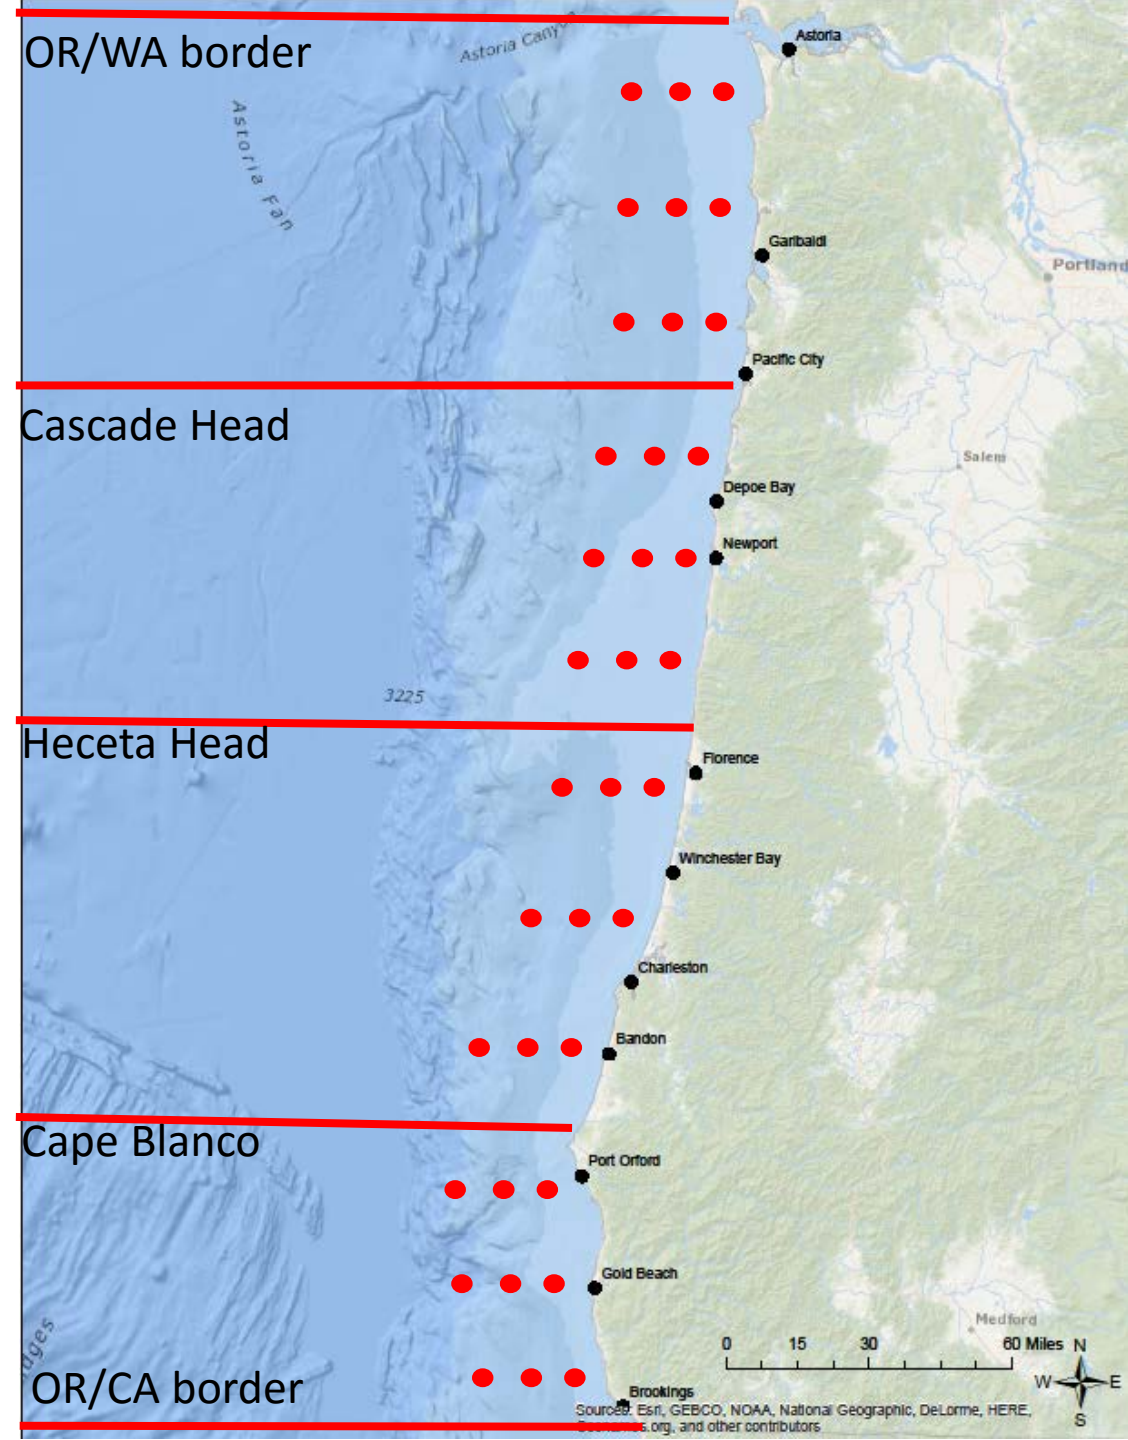 OR/WA border
Astoria Canyon
Astoria
Astoria Fan
Garibaldi
Portland
Pacific City
Cascade Head
Salem
Depoe Bay
Newport
3225
Heceta Head
Florence
Winchester Bay
Charleston
Bandon
Cape Blanco
Port Orford
Gold Beach
Medford
0 15 30 60 Miles N
W E
S
OR/CA border
Brookings
Sources: Esri, GEBCO, NOAA, National Geographic, DeLorme, HERE,
.org, and other contributors